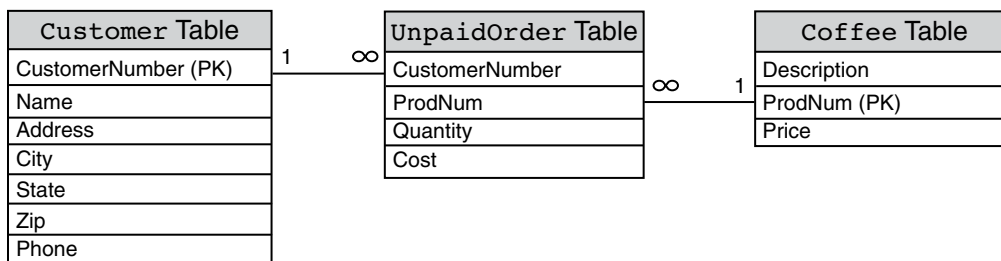 Customer Table
CustomerNumber (PK)
Name
Address
City
State
Zip
Phone
1
∞
UnpaidOrder Table
CustomerNumber
ProdNum
Quantity
Cost
∞
1
Coffee Table
Description
ProdNum (PK)
Price